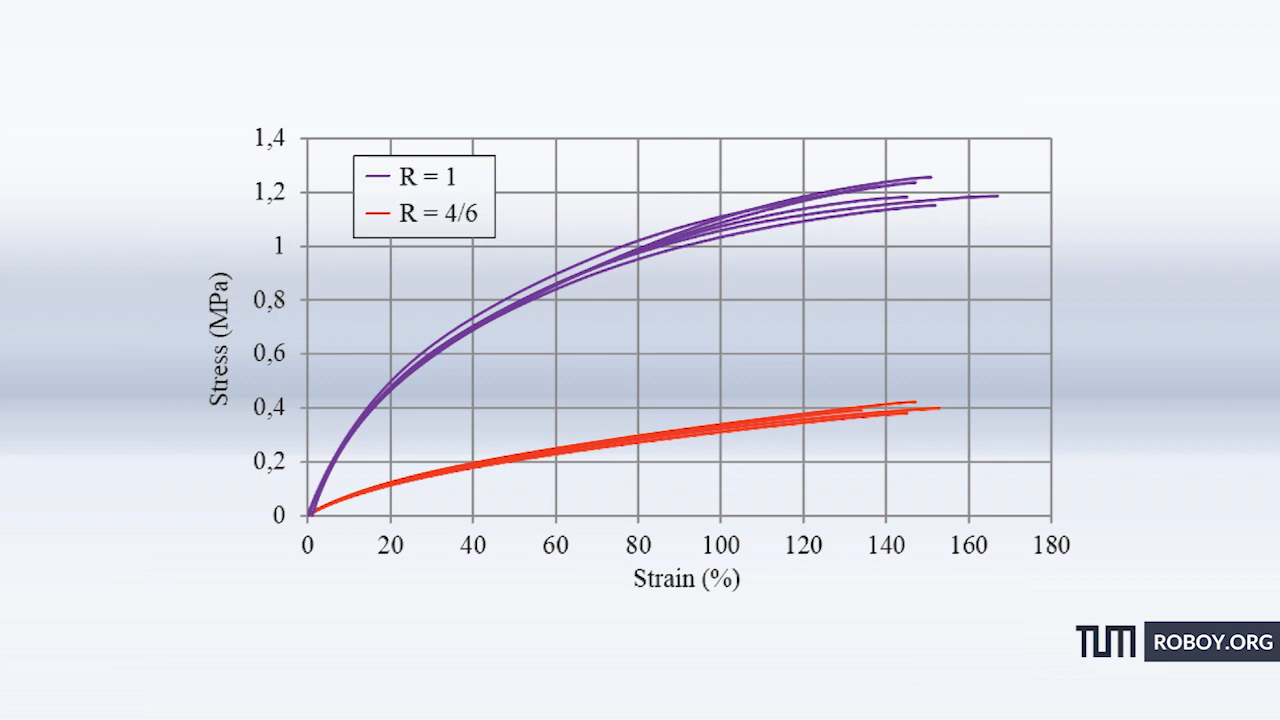 1,4
1,2
1
0,8
0,6
0,4
0,2
0
Stress (MPa)
R = 1
R = 4/6
0 20 40 60 80 100 120 140 160 180
Strain (%)
TUM ROBOY.ORG